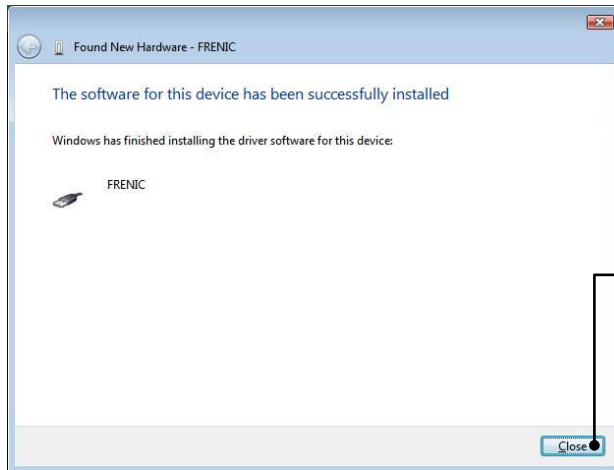 Found New Hardware - FRENIC
The software for this device has been successfully installed
Windows has finished installing the driver software for this device:
FRENIC
Close